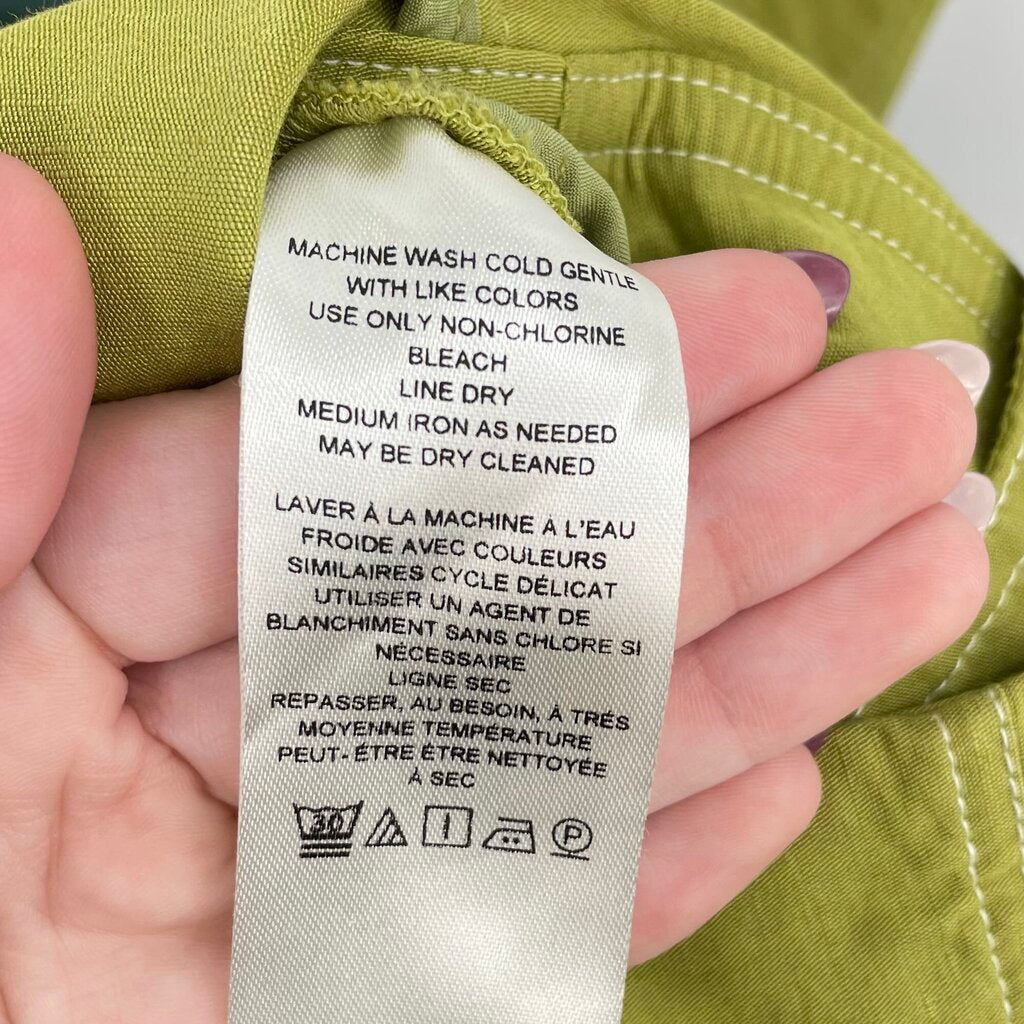 MACHINE WASH COLD GENTLE
WITH LIKE COLORS
USE ONLY NON-CHLORINE
BLEACH
LINE DRY
MEDIUM IRON AS NEEDED
MAY BE DRY CLEANED
LAVER À LA MACHINE À L'EAU
FROIDE AVEC COULEURS
SIMILAIRES CYCLE DÉLICAT
UTILISER UN AGENT DE
BLANCHIMENT SANS CHLORE SI
NÉCESSAIRE
LIGNE SEC
REPASSER, AU BESOIN, À TRÉS
MOYENNE TEMPÉRATURE
PEUT-ÉTRE ÉTRE NETTOYÉE
À SEC
30 P